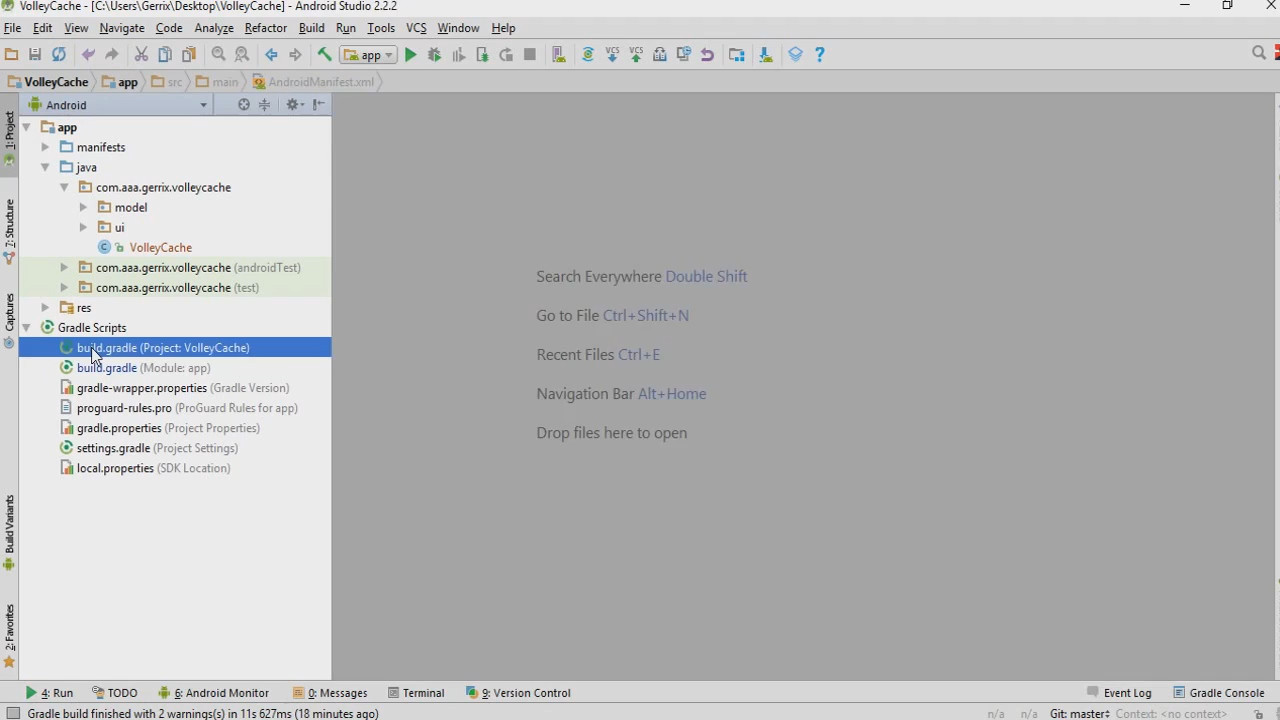 VolleyCache - [C:\Users\Gerrix\Desktop\VolleyCache] - Android Studio 2.2.2
File Edit View Navigate Code Analyze Refactor Build Run Tools VCS Window Help
app VCS VCS
VolleyCache app src main AndroidManifest.xml
1: Project
7: Structure
Captures
Build Variants
2: Favorites
Android
app
manifests
java
com.aaa.gerrix.volleycache
model
ui
VolleyCache
com.aaa.gerrix.volleycache (androidTest)
com.aaa.gerrix.volleycache (test)
res
Gradle Scripts
build.gradle (Project: VolleyCache)
build.gradle (Module: app)
gradle-wrapper.properties (Gradle Version)
proguard-rules.pro (ProGuard Rules for app)
gradle.properties (Project Properties)
settings.gradle (Project Settings)
local.properties (SDK Location)
Search Everywhere Double Shift
Go to File Ctrl+Shift+N
Recent Files Ctrl+E
Navigation Bar Alt+Home
Drop files here to open
4: Run TODO 6: Android Monitor 0: Messages Terminal 9: Version Control Event Log Gradle Console
Gradle build finished with 2 warnings(s) in 11s 627ms (18 minutes ago) n/a n/a Git: master Context: <no context>